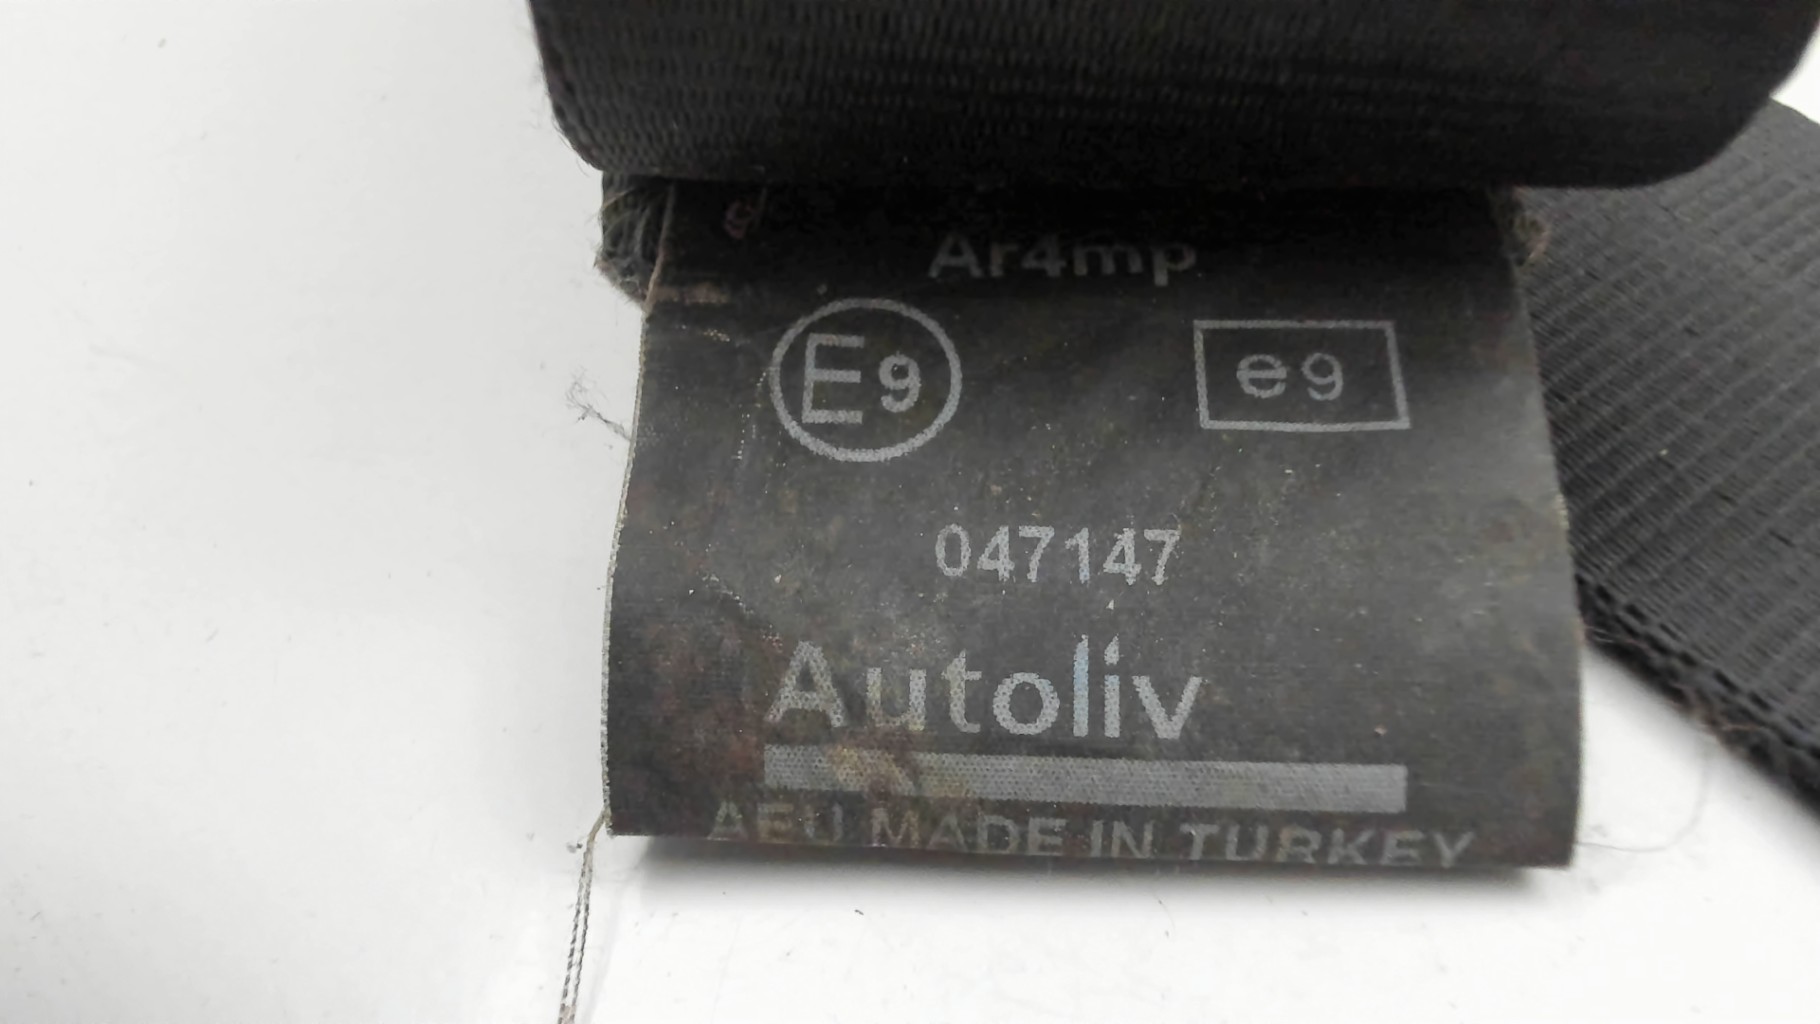 Ar4mp
E9 e9
047147
Autoliv
AEU MADE IN TURKEY